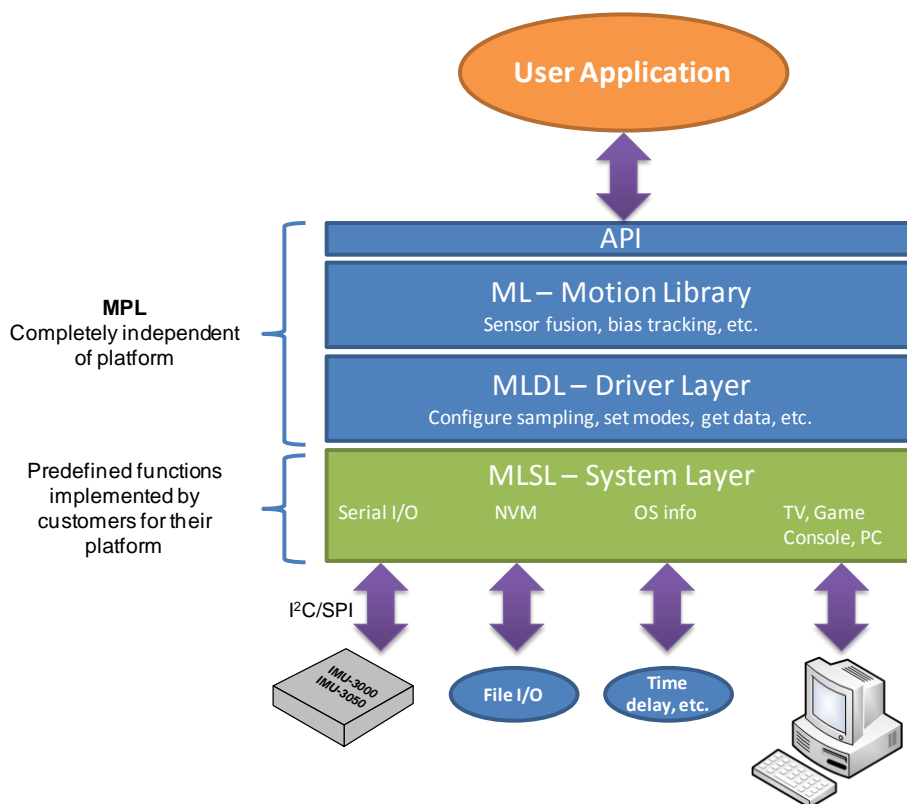 User Application
API
ML – Motion Library
Sensor fusion, bias tracking, etc.
MPL
Completely independent
of platform
MLDL – Driver Layer
Configure sampling, set modes, get data, etc.
Predefined functions
implemented by
customers for their
platform
MLSL – System Layer
Serial I/O
NVM
OS info
TV, Game
Console, PC
I²C/SPI
IMU-3000
IMU-3050
File I/O
Time
delay, etc.